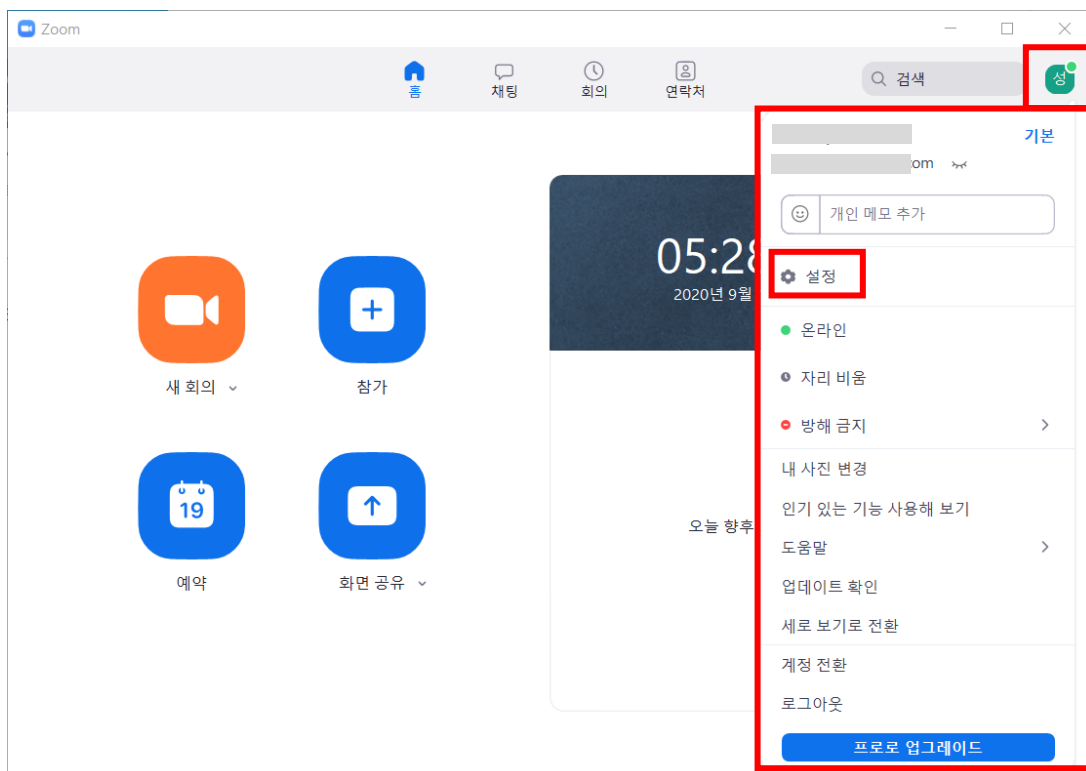 Zoom
홈
채팅
회의
연락처
검색
성
기본
om
개인 메모 추가
설정
05:28
2020년 9월
온라인
자리 비움
방해 금지
내 사진 변경
인기 있는 기능 사용해 보기
도움말
업데이트 확인
세로 보기로 전환
계정 전환
로그아웃
프로로 업그레이드
새 회의
참가
19
예약
화면 공유
오늘 향후